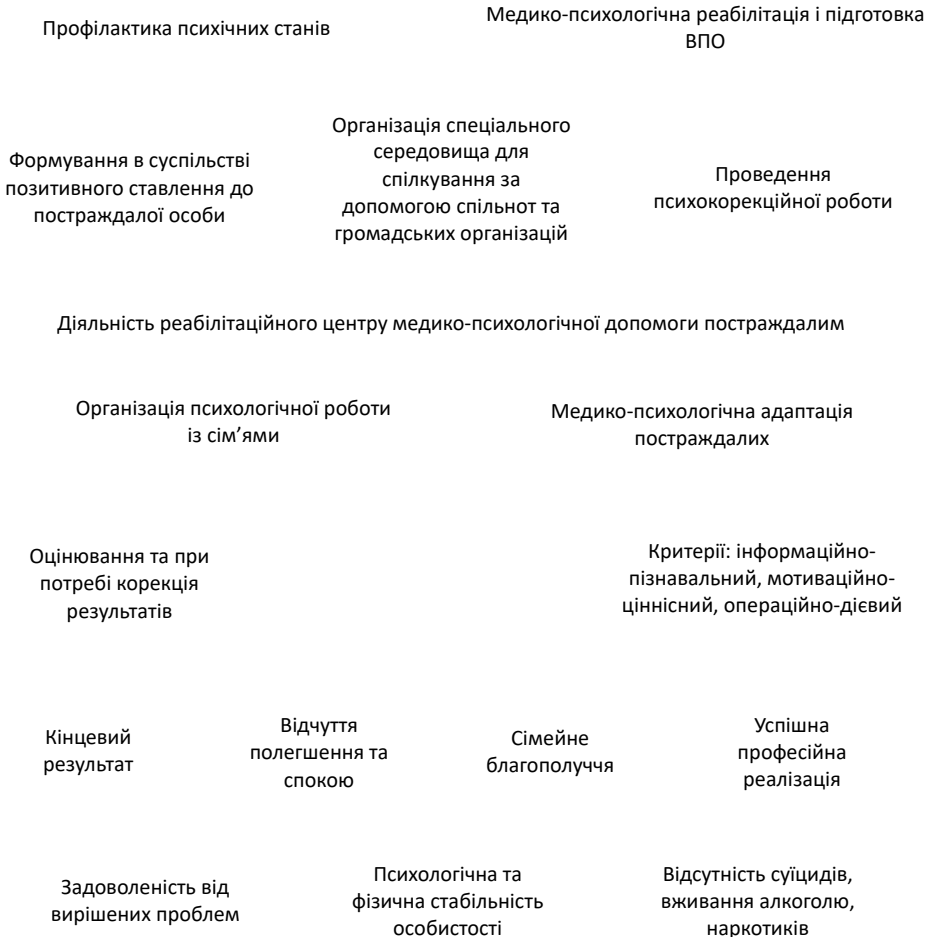 Профілактика психічних станів
Медико-психологічна реабілітація і підготовка
ВПО
Формування в суспільстві
позитивного ставлення до
постраждалої особи
Організація спеціального
середовища для
спілкування за
допомогою спільнот та
громадських організацій
Проведення
психокорекційної роботи
Діяльність реабілітаційного центру медико-психологічної допомоги постраждалим
Організація психологічної роботи
із сім’ями
Медико-психологічна адаптація
постраждалих
Оцінювання та при
потребі корекція
результатів
Критерії: інформаційно-
пізнавальний, мотиваційно-
ціннісний, операційно-дієвий
Кінцевий
результат
Відчуття
полегшення та
спокою
Сімейне
благополуччя
Успішна
професійна
реалізація
Задоволеність від
вирішених проблем
Психологічна та
фізична стабільність
особистості
Відсутність суїцидів,
вживання алкоголю,
наркотиків